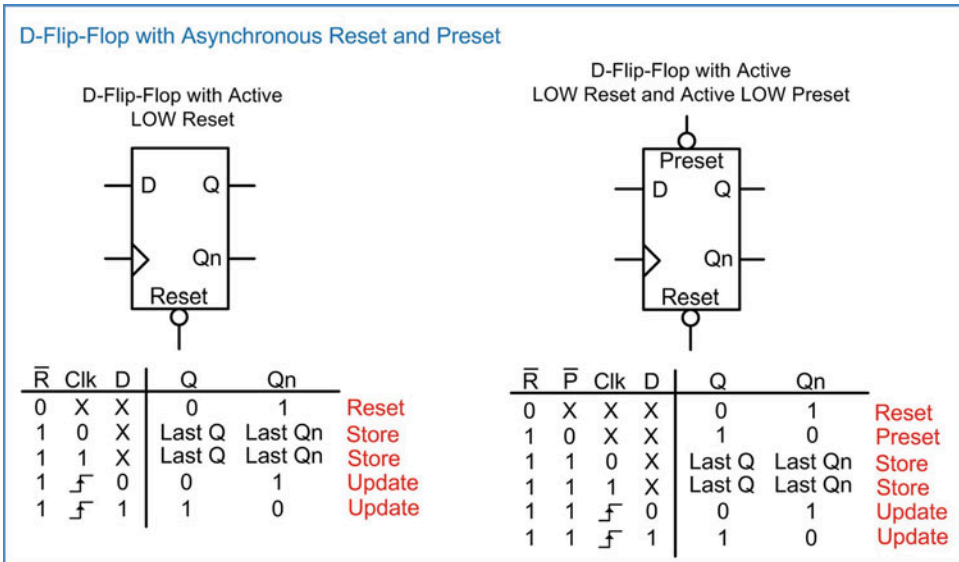 D-Flip-Flop with Asynchronous Reset and Preset
D-Flip-Flop with Active
LOW Reset
D Q
Qn
Reset
R̅ Clk D Q Qn
0 X X 0 1 Reset
1 0 X Last Q Last Qn Store
1 1 X Last Q Last Qn Store
1 0 0 1 Update
1 1 1 0 Update
D-Flip-Flop with Active
LOW Reset and Active LOW Preset
Preset
D Q
Qn
Reset
R̅ P̅ Clk D Q Qn
0 X X X 0 1 Reset
1 0 X X 1 0 Preset
1 1 0 X Last Q Last Qn Store
1 1 1 X Last Q Last Qn Store
1 1 0 0 1 Update
1 1 1 1 0 Update